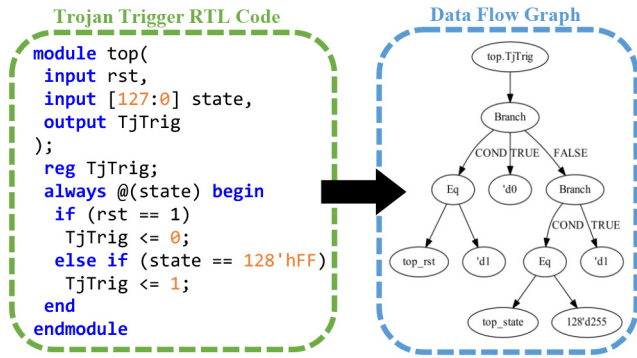 Trojan Trigger RTL Code
module top(
input rst,
input [127:0] state,
output TjTrig
);
reg TjTrig;
always @(state) begin
if (rst == 1)
TjTrig <= 0;
else if (state == 128'hFF)
TjTrig <= 1;
end
endmodule
Data Flow Graph
top.TjTrig
Branch
COND TRUE FALSE
Eq 'd0 Branch
COND TRUE
top_rst 'd1 Eq 'd1
top_state 128'd255